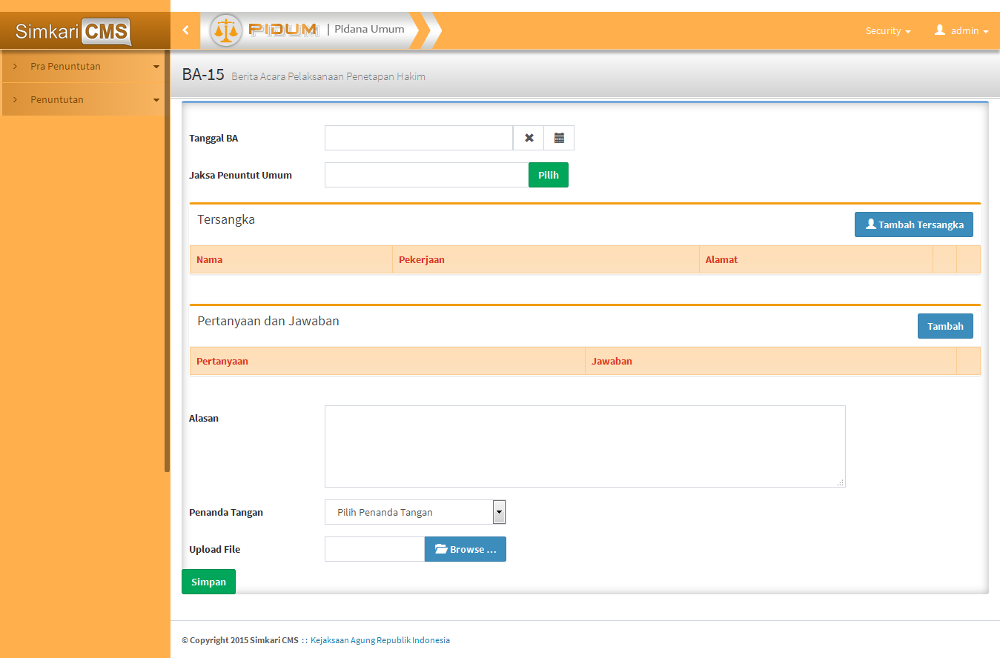 Simkari CMS
PIDUM | Pidana Umum
Security
admin
Pra Penuntutan
Penuntutan
BA-15 Berita Acara Pelaksanaan Penetapan Hakim
Tanggal BA
Jaksa Penuntut Umum
Pilih
Tersangka
Tambah Tersangka
Nama Pekerjaan Alamat
Pertanyaan dan Jawaban
Tambah
Pertanyaan Jawaban
Alasan
Penanda Tangan
Pilih Penanda Tangan
Upload File
Browse ...
Simpan
© Copyright 2015 Simkari CMS :: Kejaksaan Agung Republik Indonesia